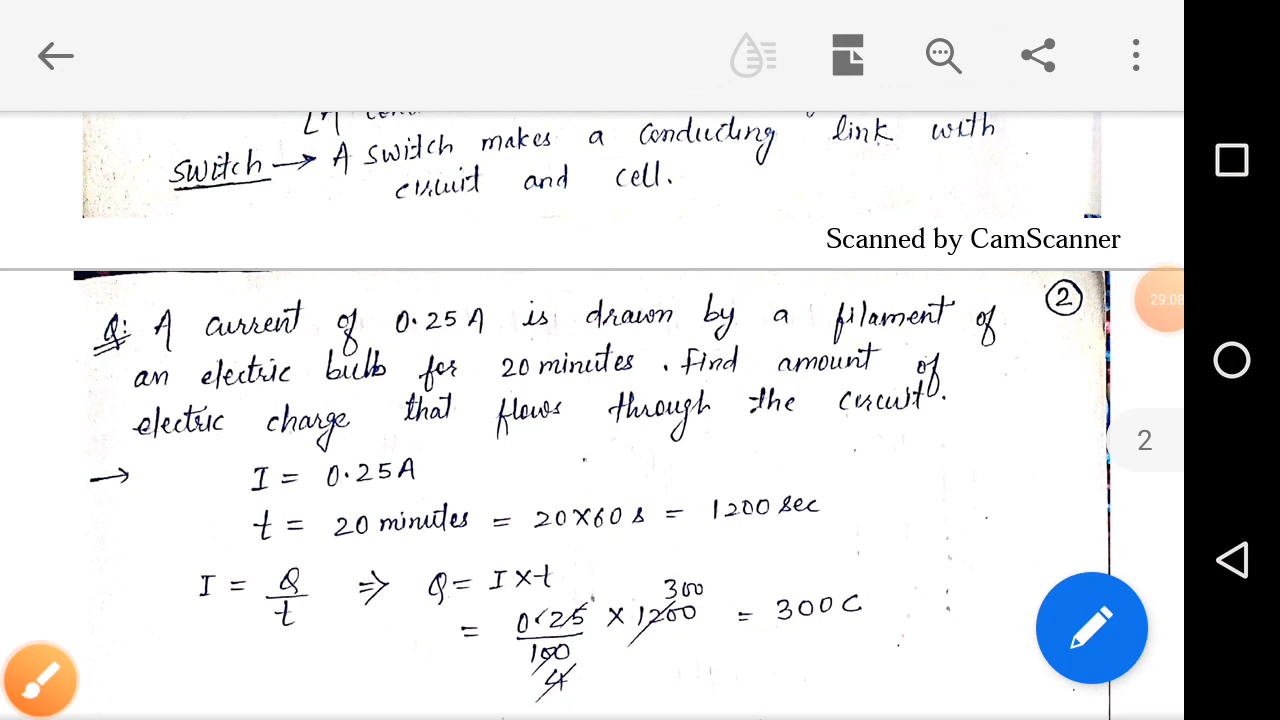 switch → A switch makes a conducting link with
circuit and cell.
Scanned by CamScanner
2
Q: A current of 0.25 A is drawn by a filament of
29:08
an electric bulb for 20 minutes. Find amount of
electric charge that flows through the circuit.
2
→ I = 0.25A
t = 20 minutes = 20×60 s = 1200 sec
I = Q/t ⇒ Q = I×t
300
= 0.25/100 × 1200 = 300 C
4